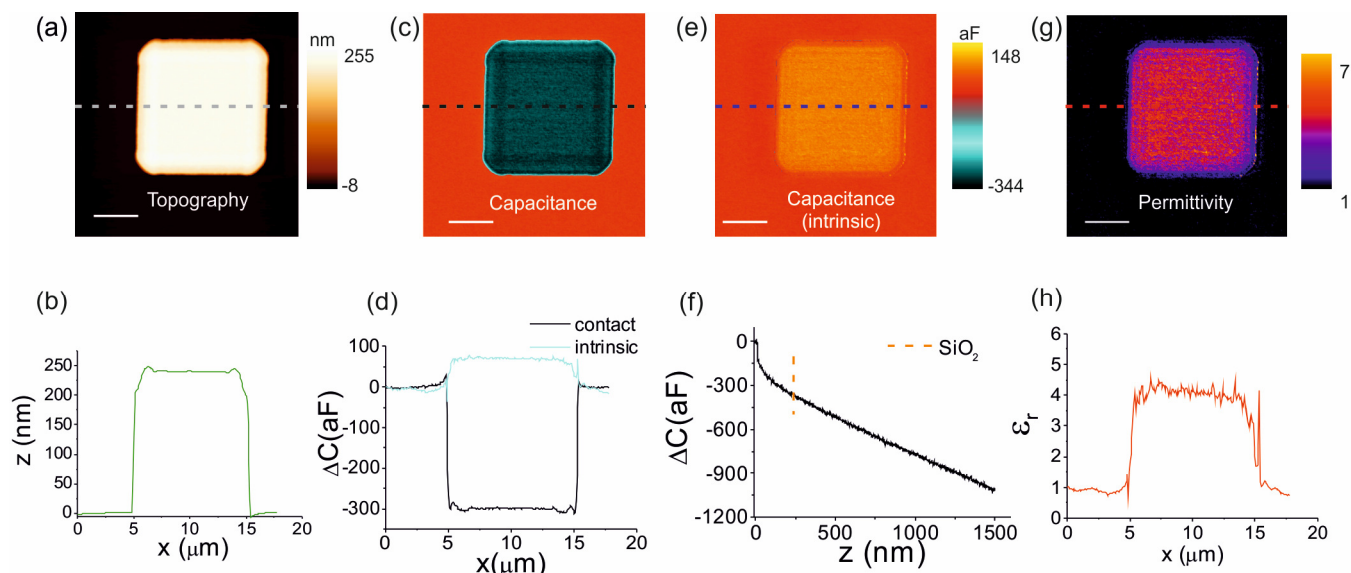 (a)
nm
255
-8
Topography
(c)
Capacitance
(e)
aF
148
-344
Capacitance
(intrinsic)
(g)
7
1
Permittivity
(b)
250
200
150
100
50
0
z (nm)
0 5 10 15 20
x (μm)
(d)
contact
intrinsic
100
0
-100
-200
-300
ΔC(aF)
0 5 10 15 20
x(μm)
(f)
SiO₂
0
-300
-600
-900
-1200
ΔC(aF)
0 250 500 750 1000 1250 1500
z (nm)
(h)
6
5
4
3
2
1
0
εr
0 5 10 15 20
x (μm)